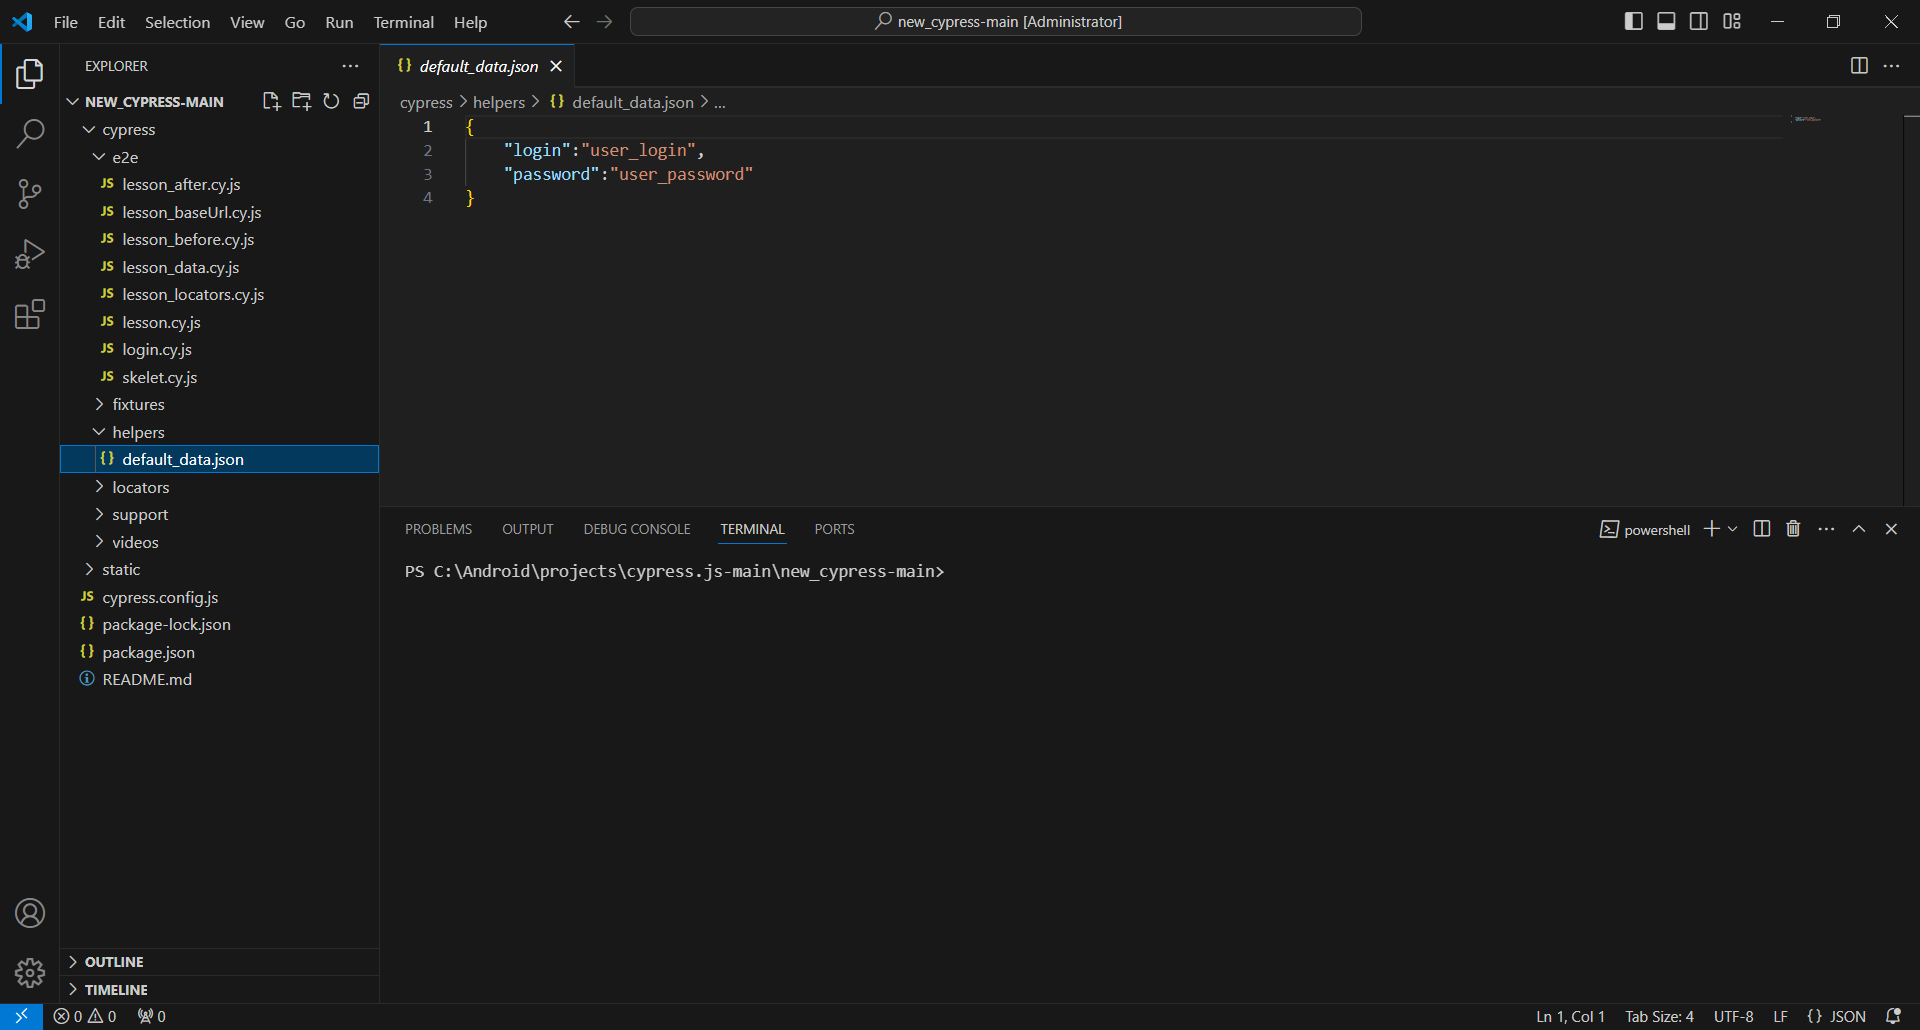 File Edit Selection View Go Run Terminal Help
new_cypress-main [Administrator]
EXPLORER
NEW_CYPRESS-MAIN
cypress
e2e
JS lesson_after.cy.js
JS lesson_baseUrl.cy.js
JS lesson_before.cy.js
JS lesson_data.cy.js
JS lesson_locators.cy.js
JS lesson.cy.js
JS login.cy.js
JS skelet.cy.js
fixtures
helpers
{} default_data.json
locators
support
videos
static
JS cypress.config.js
{} package-lock.json
{} package.json
README.md
OUTLINE
TIMELINE
{} default_data.json
cypress > helpers > {} default_data.json > ...
1 {
2 "login":"user_login",
3 "password":"user_password"
4 }
PROBLEMS OUTPUT DEBUG CONSOLE TERMINAL PORTS
powershell
PS C:\Android\projects\cypress.js-main\new_cypress-main>
0 0 0
Ln 1, Col 1 Tab Size: 4 UTF-8 LF {} JSON